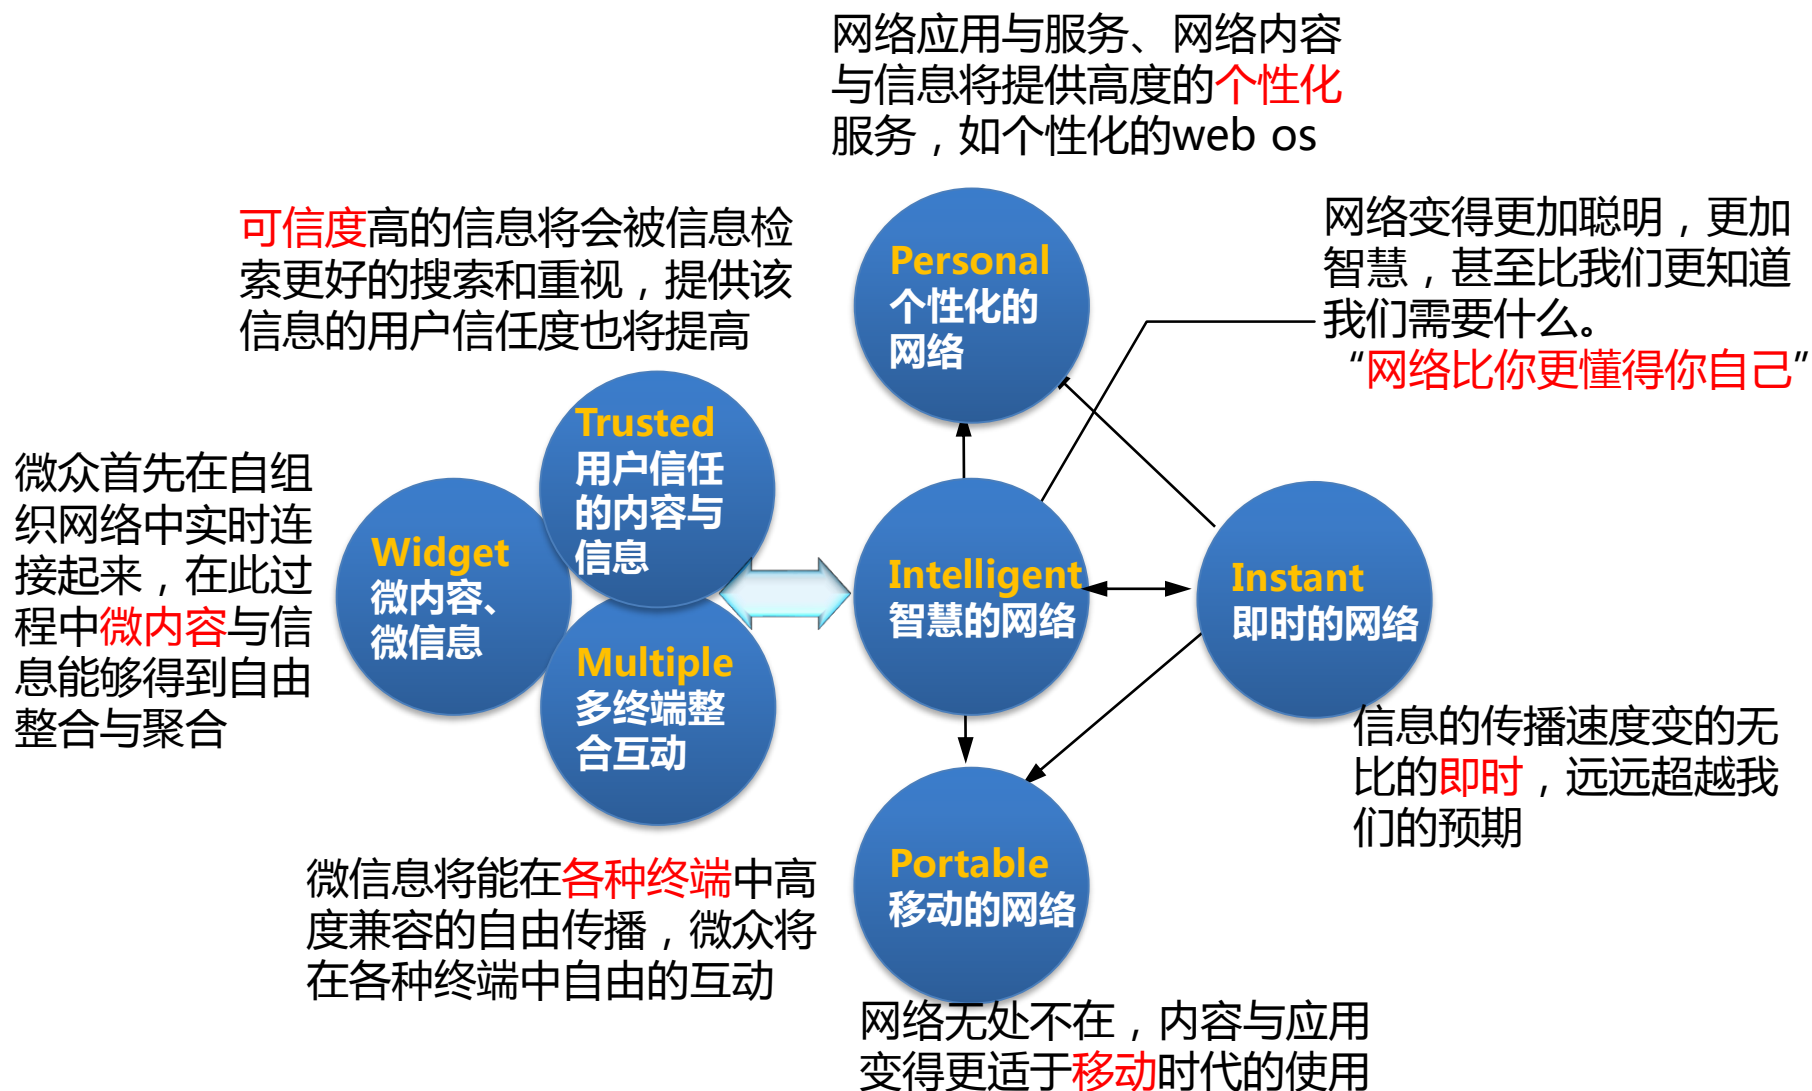 网络应用与服务、网络内容
与信息将提供高度的个性化
服务，如个性化的web os
可信度高的信息将会被信息检
索更好的搜索和重视，提供该
信息的用户信任度也将提高
网络变得更加聪明，更加
智慧，甚至比我们更知道
我们需要什么。
“网络比你更懂得你自己”
Personal
个性化的
网络
Trusted
用户信任
的内容与
信息
微众首先在自组
织网络中实时连
接起来，在此过
程中微内容与信
息能够得到自由
整合与聚合
Widget
微内容、
微信息
Multiple
多终端整
合互动
Intelligent
智慧的网络
Instant
即时的网络
信息的传播速度变的无
比的即时，远远超越我
们的预期
Portable
移动的网络
微信息将能在各种终端中高
度兼容的自由传播，微众将
在各种终端中自由的互动
网络无处不在，内容与应用
变得更适于移动时代的使用